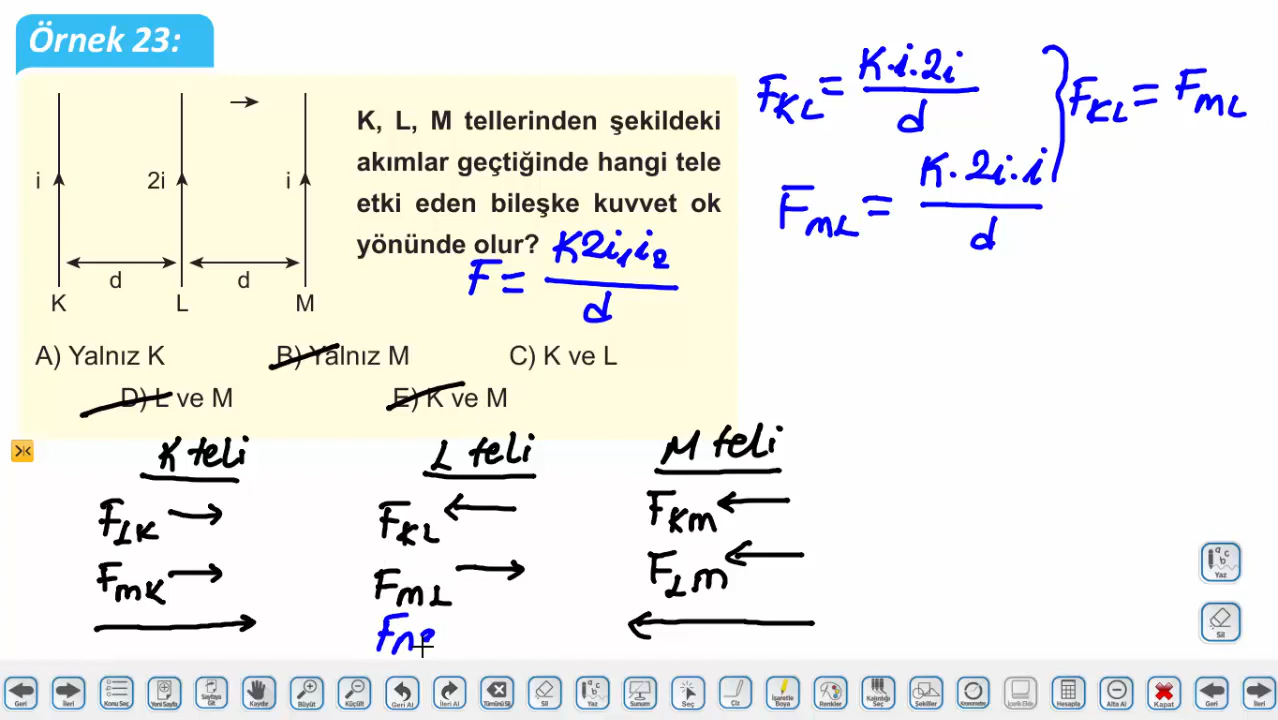 Örnek 23:
i
2i
i
d
d
K
L
M
K, L, M tellerinden şekildeki
akımlar geçtiğinde hangi tele
etki eden bileşke kuvvet ok
yönünde olur?
F = K2i₁i₂ / d
A) Yalnız K
B) Yalnız M
C) K ve L
D) L ve M
E) K ve M
F_KL = K·i·2i / d
F_ML = K·2i·i / d
F_KL = F_ML
K teli
F_LK →
F_MK →
L teli
F_KL ←
F_ML →
M teli
F_KM ←
F_LM ←
Yaz
Sil
Geri
İleri
Konu Seç
Yeni Sayfa
Sayfaya Git
Kaydır
Büyüt
Küçült
Geri Al
İleri Al
Tümünü Sil
Sil
Yaz
Sunum
Seç
Çiz
İşaretle Boya
Renkler
Kalınlığı Seç
Şekiller
Hesapla
Alta Al
Kapat
Geri
İleri